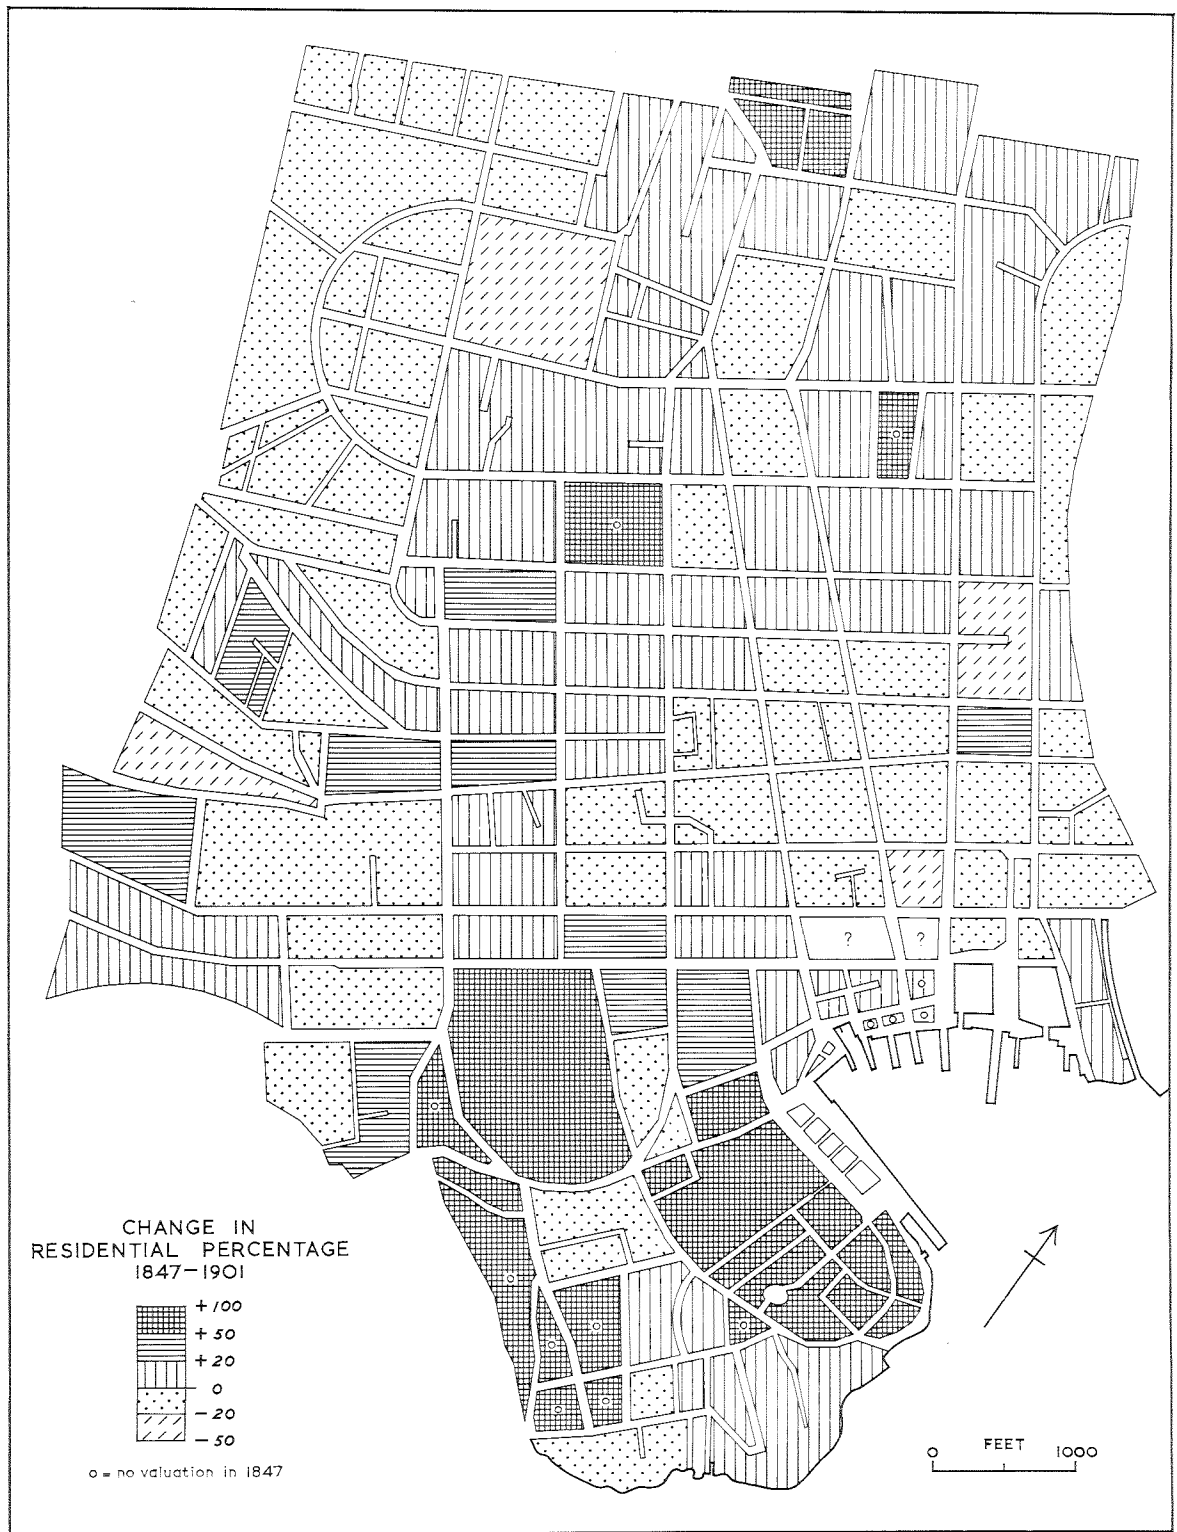 ?
?
CHANGE IN
RESIDENTIAL PERCENTAGE
1847–1901
+100
+50
+20
0
-20
-50
o = no valuation in 1847
FEET
0 1000